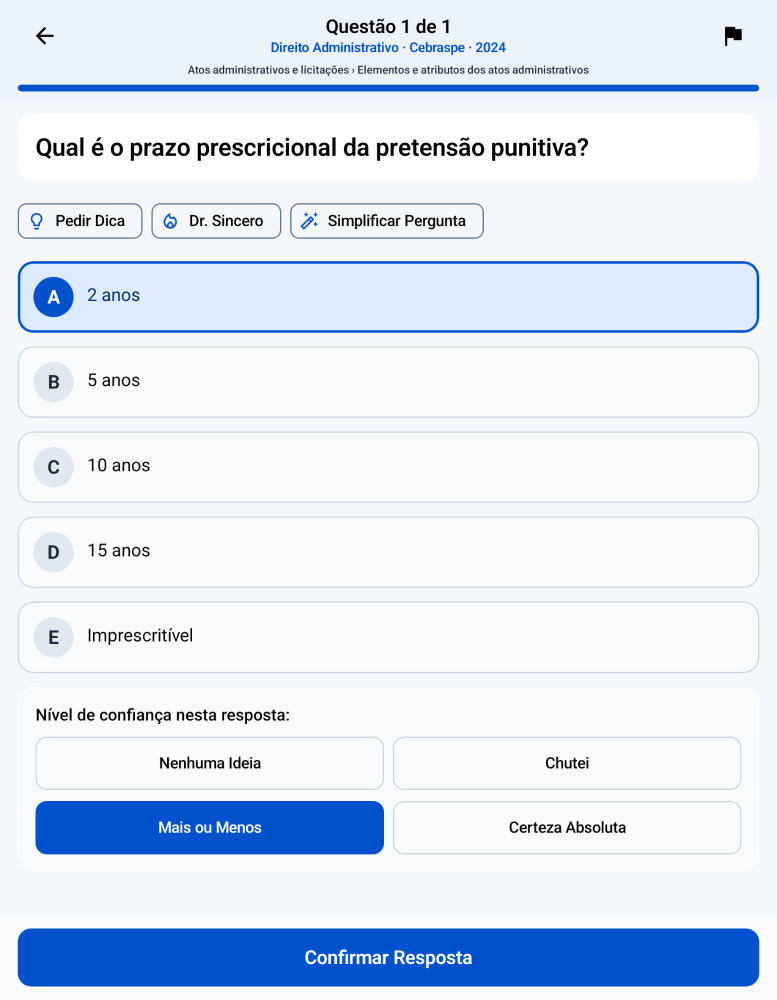 Questão 1 de 1
Direito Administrativo · Cebraspe · 2024
Atos administrativos e licitações › Elementos e atributos dos atos administrativos
Qual é o prazo prescricional da pretensão punitiva?
Pedir Dica
Dr. Sincero
Simplificar Pergunta
A 2 anos
B 5 anos
C 10 anos
D 15 anos
E Imprescritível
Nível de confiança nesta resposta:
Nenhuma Ideia
Chutei
Mais ou Menos
Certeza Absoluta
Confirmar Resposta